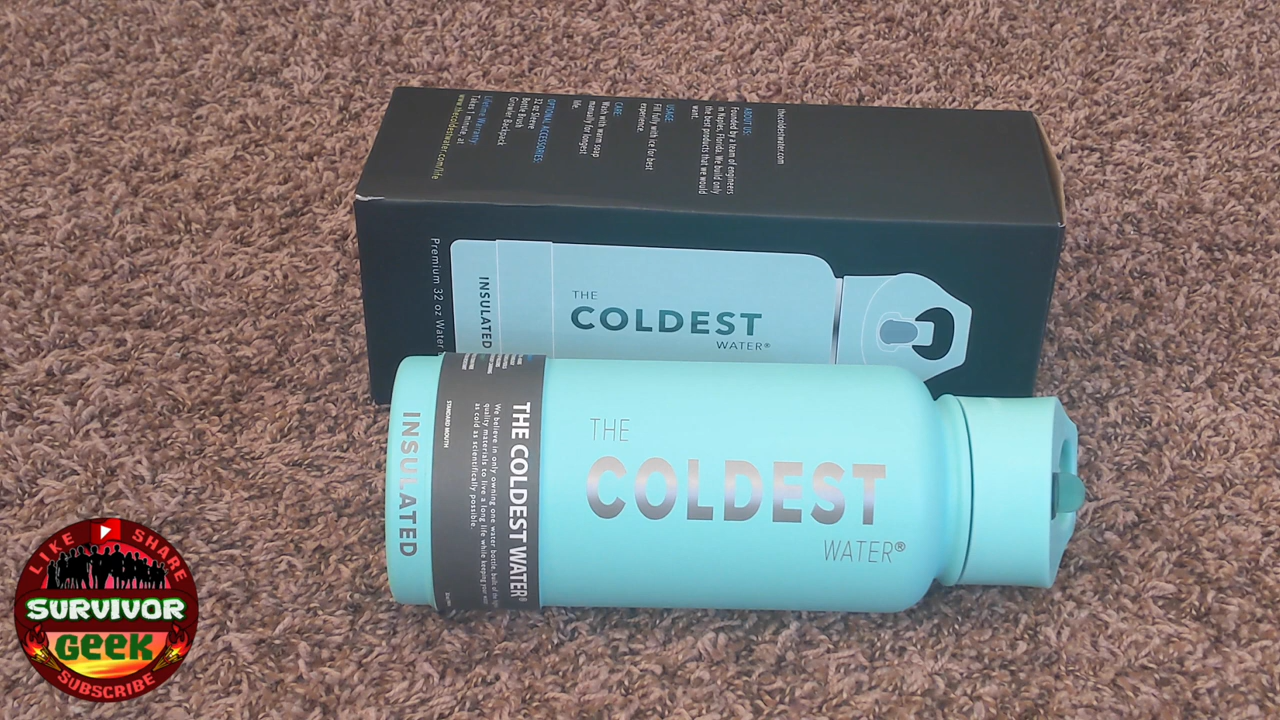 thecoldestwater.com
ABOUT US:
Founded by a team of engineers
in Naples, Florida. We build only
the best products that we would
want.
USAGE:
Fill fully with ice for best
experience.
CARE:
Wash with warm soap
manually for longest
life.
OPTIONAL ACCESSORIES:
32 oz Sleeve
Bottle Brush
Growler Backpack
Lifetime Warranty:
Takes 1 minute at
www.thecoldestwater.com/life
Premium 32 oz Water
INSULATED
THE
COLDEST
WATER®
INSULATED
STANDARD MOUTH
THE COLDEST WATER®
We believe in only owning one water bottle, built of the
quality materials to live a long life while keeping your
as cold as scientifically possible.
THE
COLDEST
WATER®
LIKE
SHARE
SURVIVOR
GEEK
SUBSCRIBE